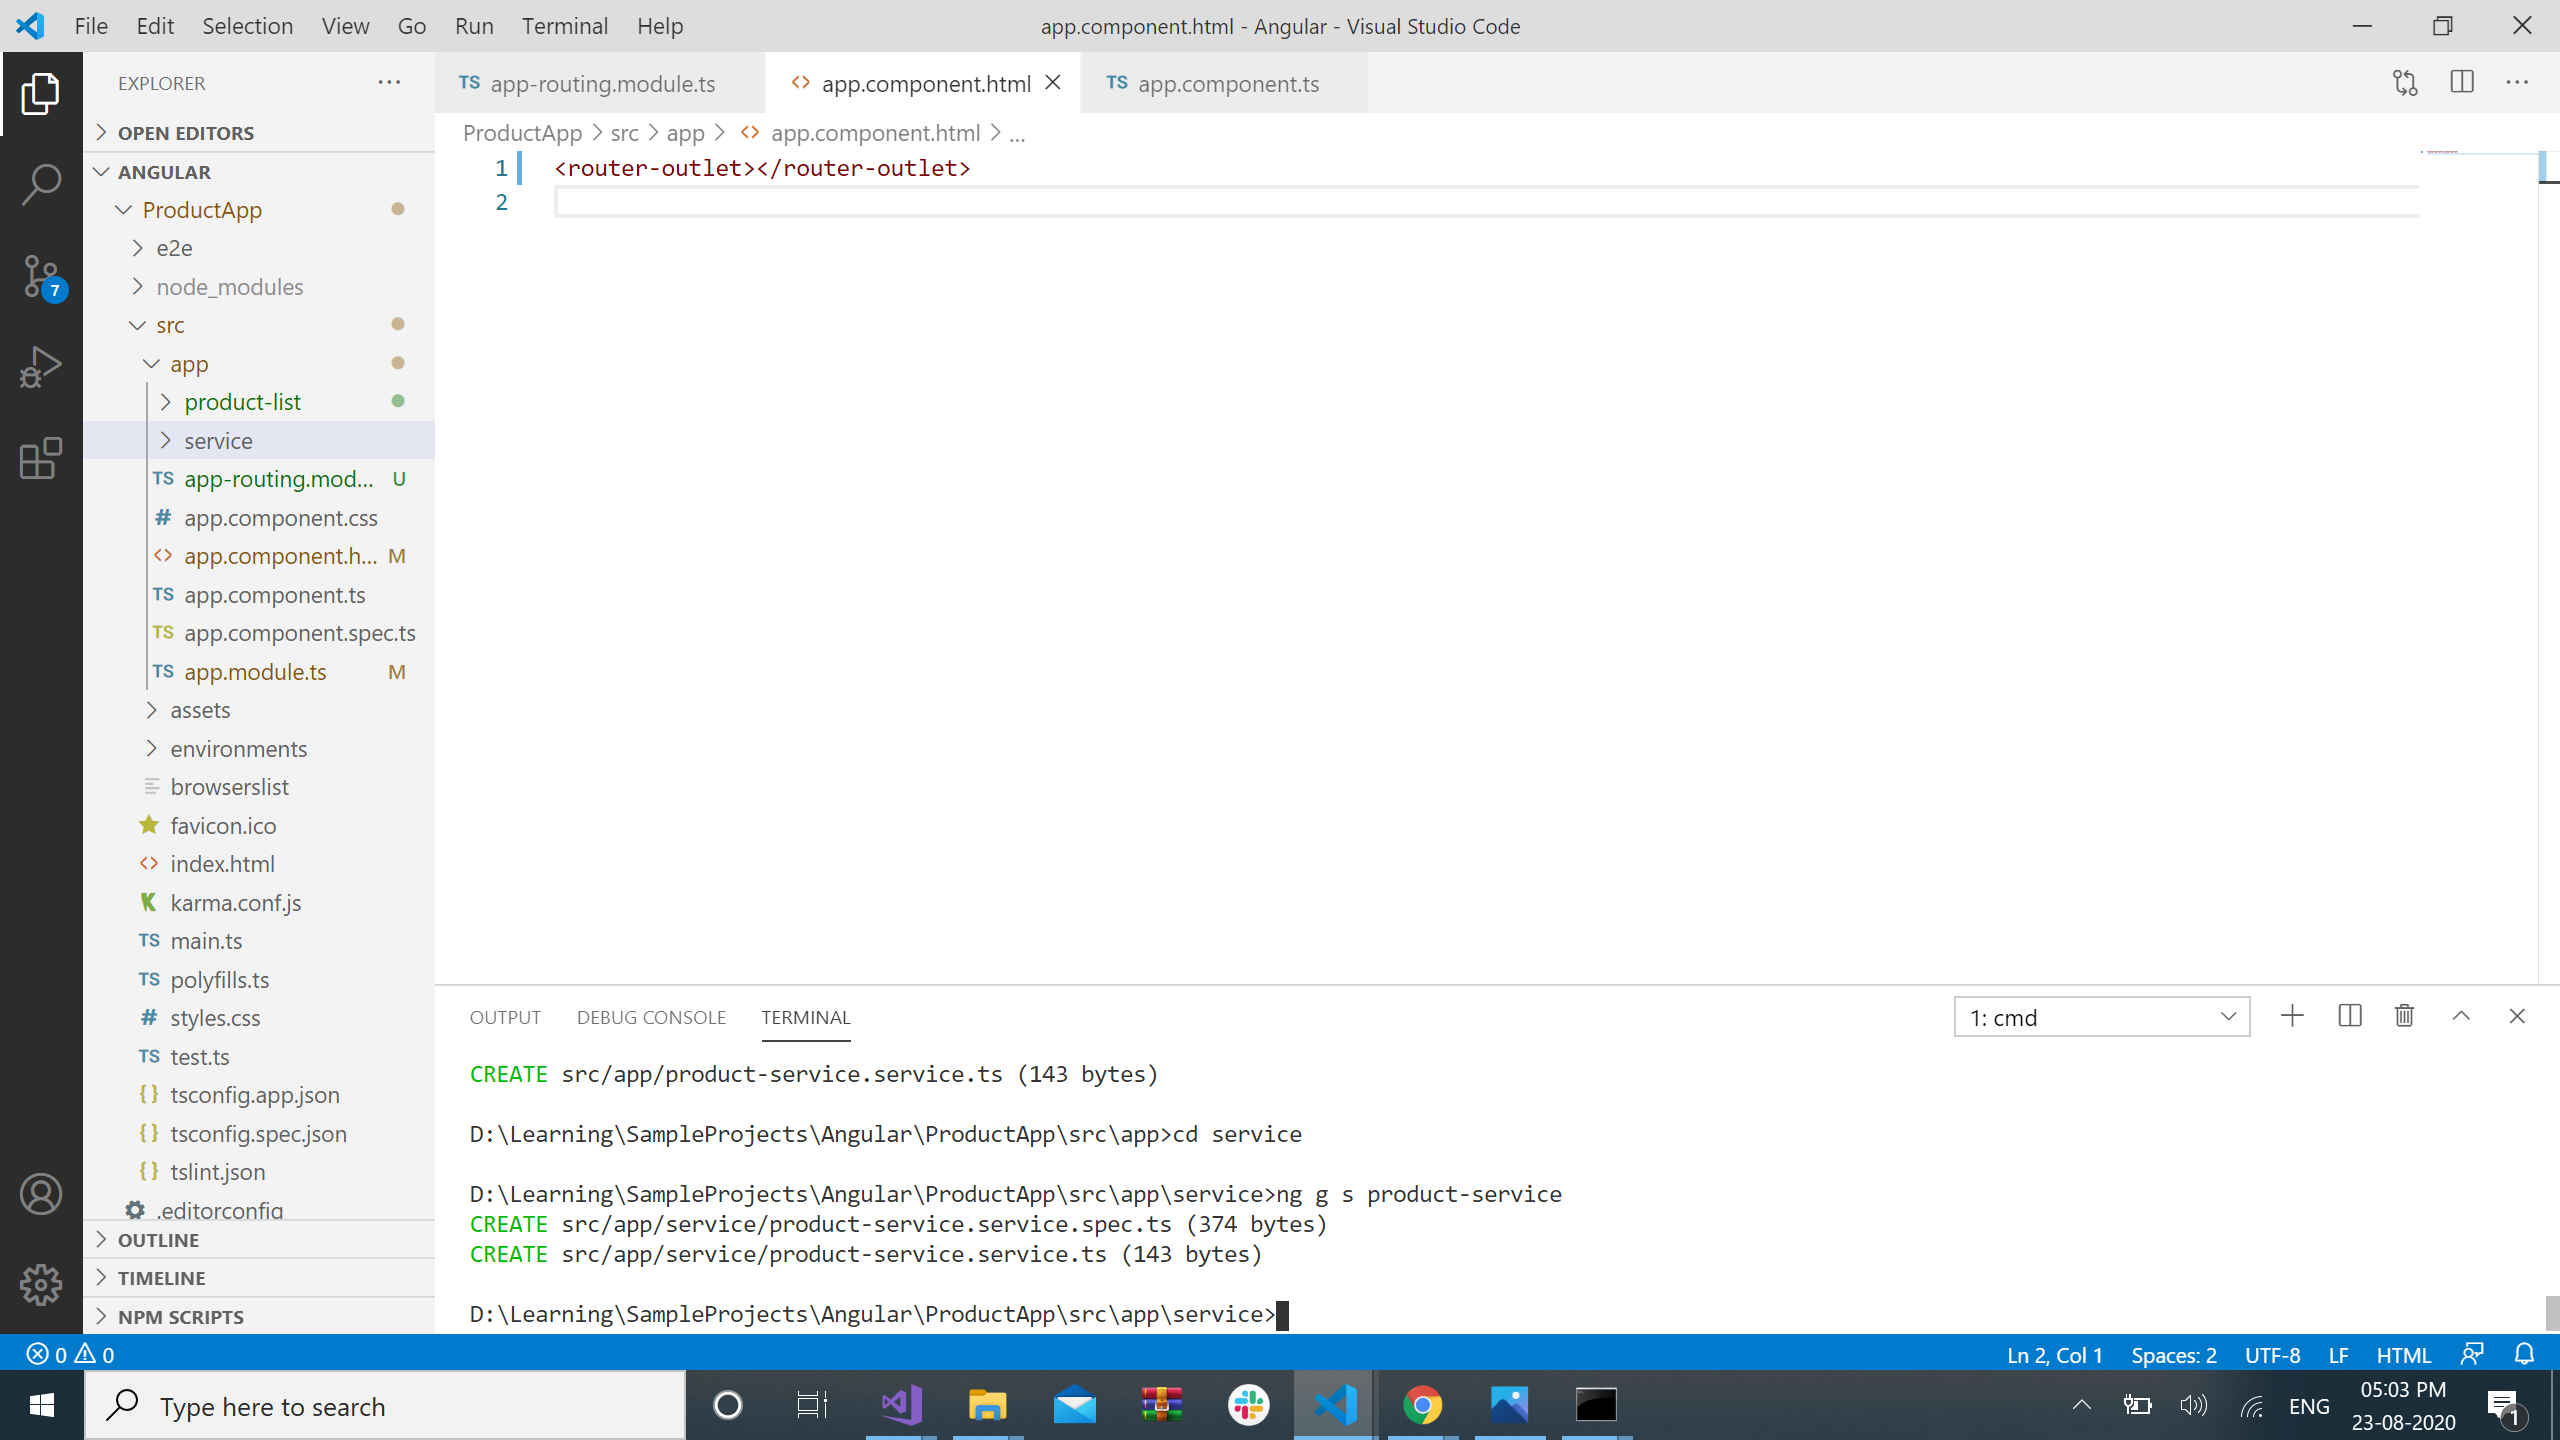 File Edit Selection View Go Run Terminal Help
app.component.html - Angular - Visual Studio Code
EXPLORER
OPEN EDITORS
ANGULAR
ProductApp
e2e
node_modules
src
app
product-list
service
TS app-routing.mod... U
# app.component.css
<> app.component.h... M
TS app.component.ts
TS app.component.spec.ts
TS app.module.ts M
assets
environments
browserslist
favicon.ico
<> index.html
karma.conf.js
TS main.ts
TS polyfills.ts
# styles.css
TS test.ts
{} tsconfig.app.json
{} tsconfig.spec.json
{} tslint.json
.editorconfig
OUTLINE
TIMELINE
NPM SCRIPTS
7
TS app-routing.module.ts <> app.component.html TS app.component.ts
ProductApp > src > app > <> app.component.html > ...
1 <router-outlet></router-outlet>
2
OUTPUT DEBUG CONSOLE TERMINAL
1: cmd
CREATE src/app/product-service.service.ts (143 bytes)
D:\Learning\SampleProjects\Angular\ProductApp\src\app>cd service
D:\Learning\SampleProjects\Angular\ProductApp\src\app\service>ng g s product-service
CREATE src/app/service/product-service.service.spec.ts (374 bytes)
CREATE src/app/service/product-service.service.ts (143 bytes)
D:\Learning\SampleProjects\Angular\ProductApp\src\app\service>
0 0
Ln 2, Col 1 Spaces: 2 UTF-8 LF HTML
Type here to search
ENG
05:03 PM
23-08-2020
1